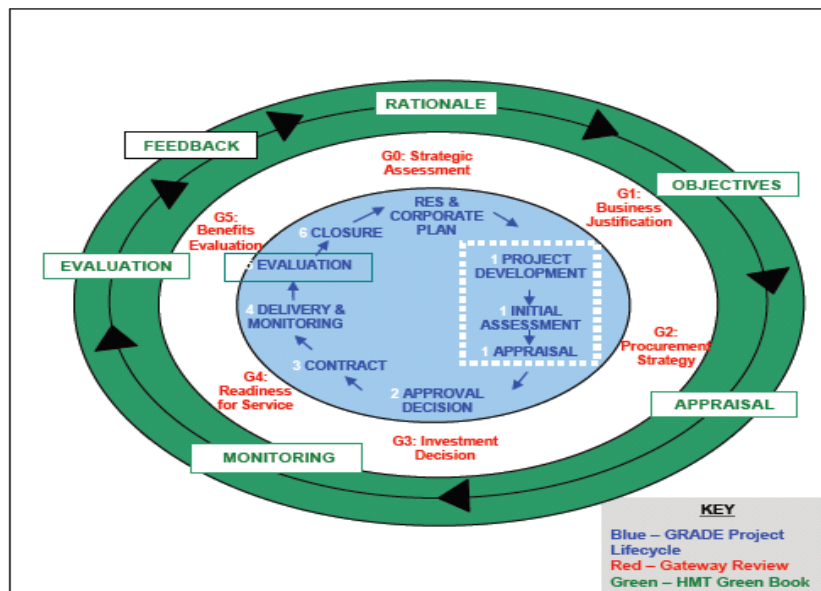 RATIONALE
FEEDBACK
G0: Strategic
Assessment
OBJECTIVES
G1:
Business
Justification
G5:
Benefits
Evaluation
RES &
CORPORATE
PLAN
6 CLOSURE
EVALUATION
EVALUATION
1 PROJECT
DEVELOPMENT
4 DELIVERY &
MONITORING
1 INITIAL
ASSESSMENT
G2:
Procurement
Strategy
1 APPRAISAL
3 CONTRACT
G4:
Readiness
for Service
2 APPROVAL
DECISION
APPRAISAL
G3: Investment
Decision
MONITORING
KEY
Blue – GRADE Project
Lifecycle
Red – Gateway Review
Green – HMT Green Book